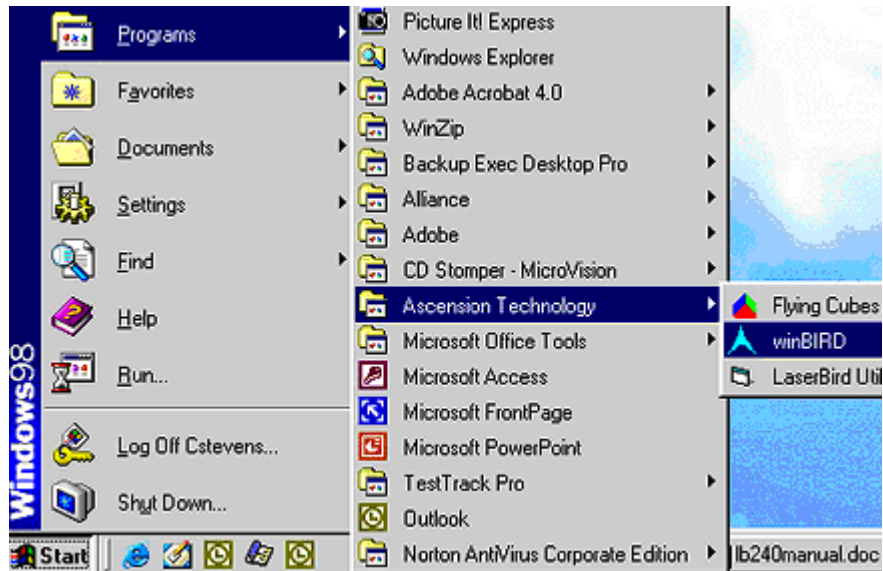 Programs
Favorites
Documents
Settings
Find
Help
Run...
Log Off Cstevens...
Shut Down...
Windows98
Start
Picture It! Express
Windows Explorer
Adobe Acrobat 4.0
WinZip
Backup Exec Desktop Pro
Alliance
Adobe
CD Stomper - MicroVision
Ascension Technology
Microsoft Office Tools
Microsoft Access
Microsoft FrontPage
Microsoft PowerPoint
TestTrack Pro
Outlook
Norton AntiVirus Corporate Edition
Flying Cubes
winBIRD
LaserBird Util
lb240manual.doc